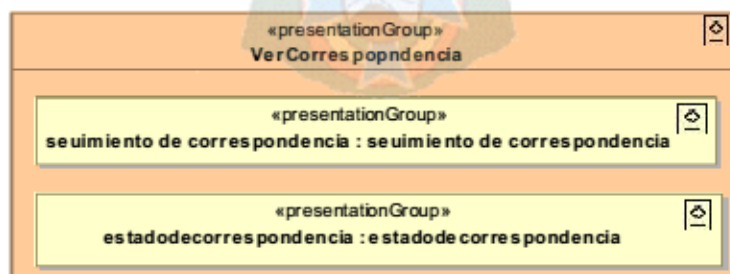 «presentationGroup»
VerCorrespopndencia
«presentationGroup»
seuimiento de correspondencia : seuimiento de correspondencia
«presentationGroup»
estadodecorrespondencia : estadodecorrespondencia